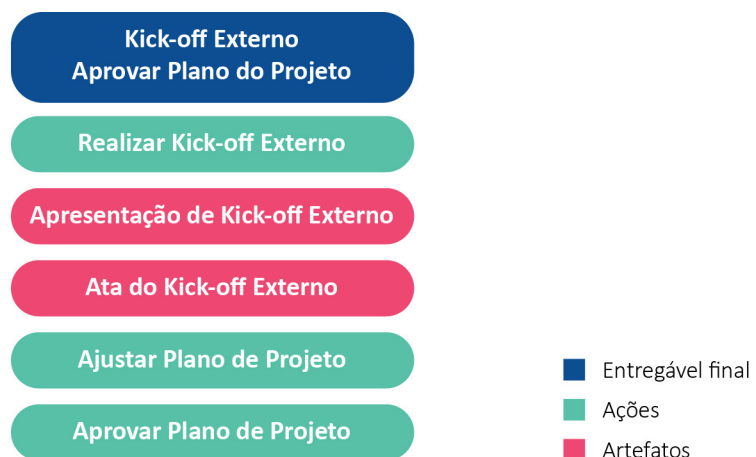 Kick-off Externo
Aprovar Plano do Projeto
Realizar Kick-off Externo
Apresentação de Kick-off Externo
Ata do Kick-off Externo
Ajustar Plano de Projeto
Aprovar Plano de Projeto
Entregável final
Ações
Artefatos